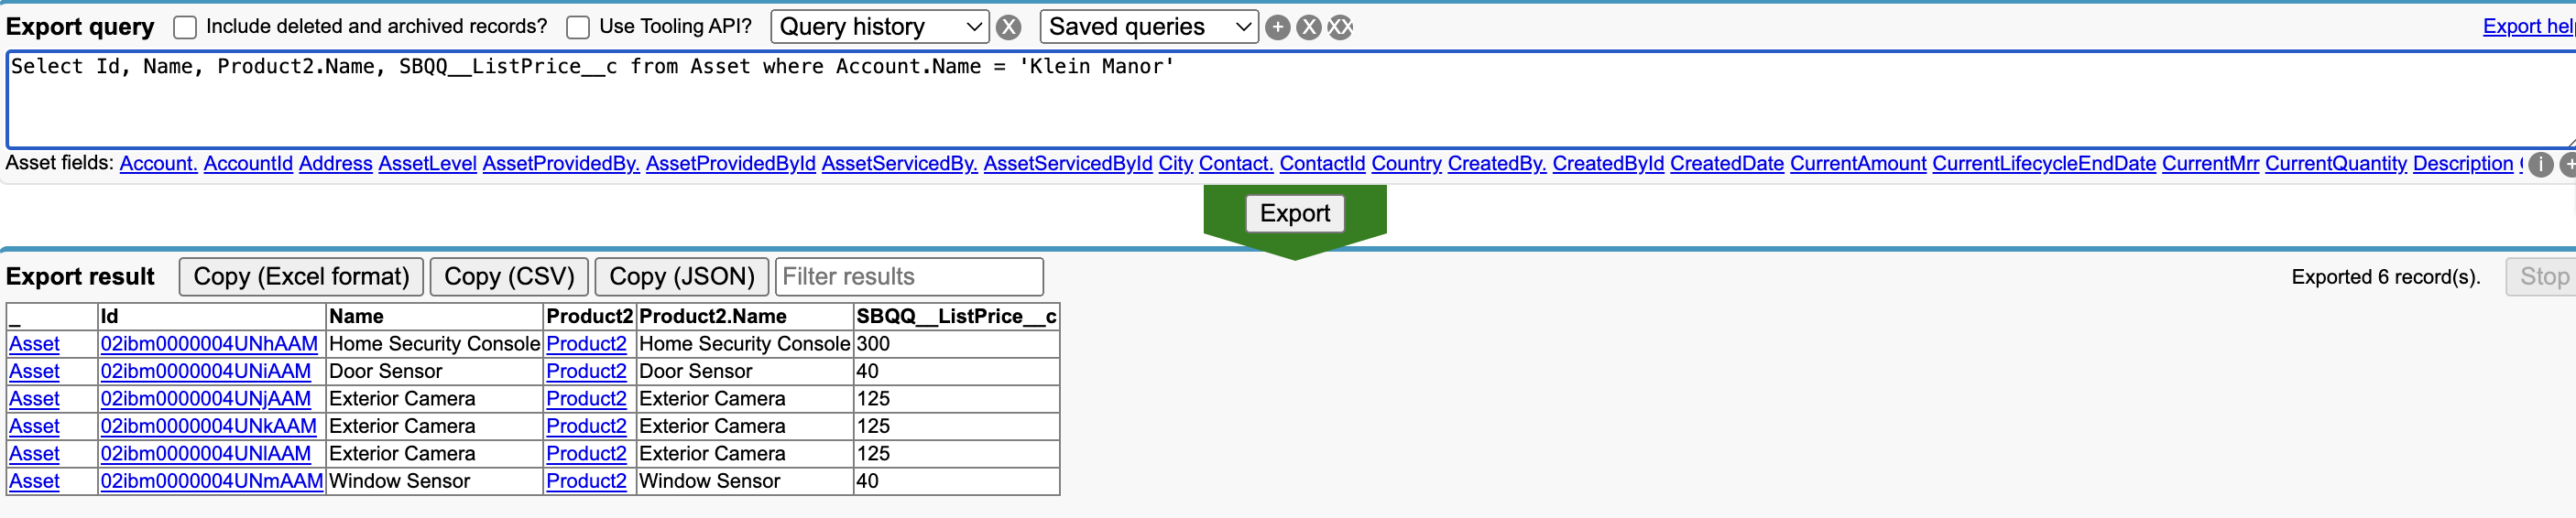 Export query Include deleted and archived records? Use Tooling API? Query history X Saved queries + X XX Export hel
Select Id, Name, Product2.Name, SBQQ__ListPrice__c from Asset where Account.Name = 'Klein Manor'
Asset fields: Account. AccountId Address AssetLevel AssetProvidedBy. AssetProvidedById AssetServicedBy. AssetServicedById City Contact. ContactId Country CreatedBy. CreatedById CreatedDate CurrentAmount CurrentLifecycleEndDate CurrentMrr CurrentQuantity Description i +
Export
Export result Copy (Excel format) Copy (CSV) Copy (JSON) Filter results Exported 6 record(s). Stop
_ Id Name Product2 Product2.Name SBQQ__ListPrice__c
Asset 02ibm0000004UNhAAM Home Security Console Product2 Home Security Console 300
Asset 02ibm0000004UNiAAM Door Sensor Product2 Door Sensor 40
Asset 02ibm0000004UNjAAM Exterior Camera Product2 Exterior Camera 125
Asset 02ibm0000004UNkAAM Exterior Camera Product2 Exterior Camera 125
Asset 02ibm0000004UNlAAM Exterior Camera Product2 Exterior Camera 125
Asset 02ibm0000004UNmAAM Window Sensor Product2 Window Sensor 40